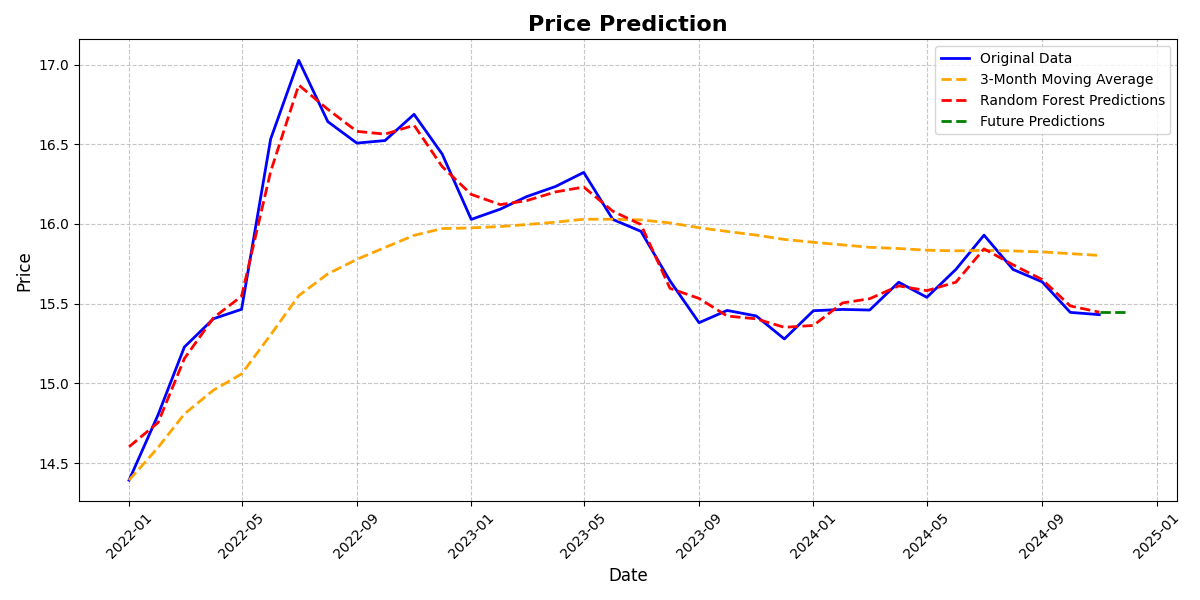 Price Prediction
Original Data
3-Month Moving Average
Random Forest Predictions
Future Predictions
Price
17.0
16.5
16.0
15.5
15.0
14.5
2022-01
2022-05
2022-09
2023-01
2023-05
2023-09
2024-01
2024-05
2024-09
2025-01
Date